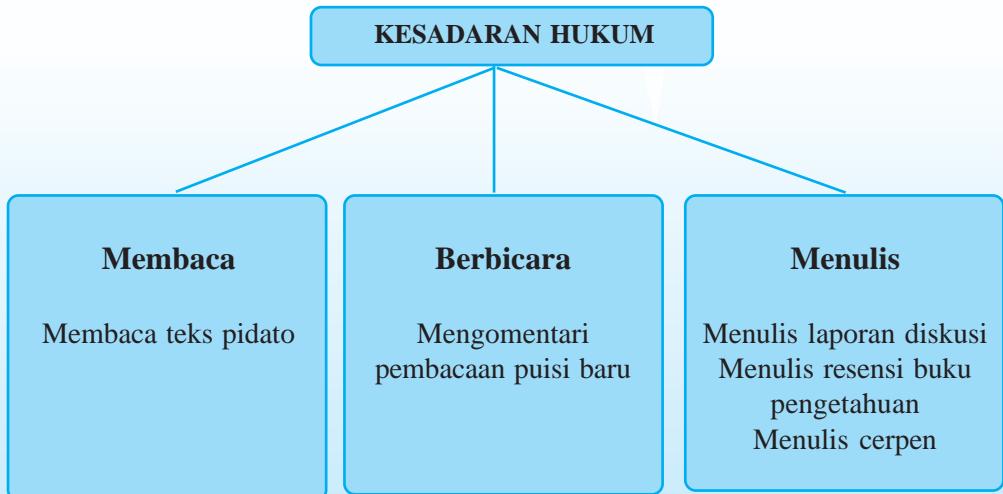 KESADARAN HUKUM
Membaca
Membaca teks pidato
Berbicara
Mengomentari
pembacaan puisi baru
Menulis
Menulis laporan diskusi
Menulis resensi buku
pengetahuan
Menulis cerpen